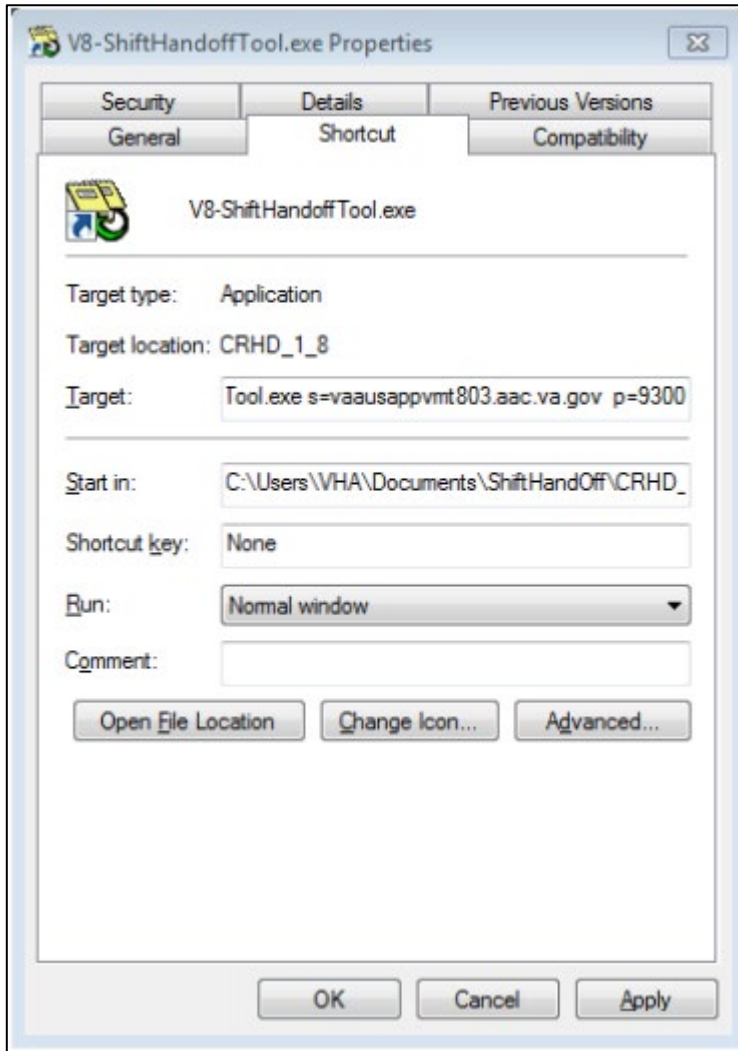 V8-ShiftHandoffTool.exe Properties
Security Details Previous Versions
General Shortcut Compatibility
V8-ShiftHandoffTool.exe
Target type: Application
Target location: CRHD_1_8
Target: Tool.exe s=vaausappvmt803.aac.va.gov p=9300
Start in: C:\Users\VHA\Documents\ShiftHandOff\CRHD_
Shortcut key: None
Run: Normal window
Comment:
Open File Location Change Icon... Advanced...
OK Cancel Apply